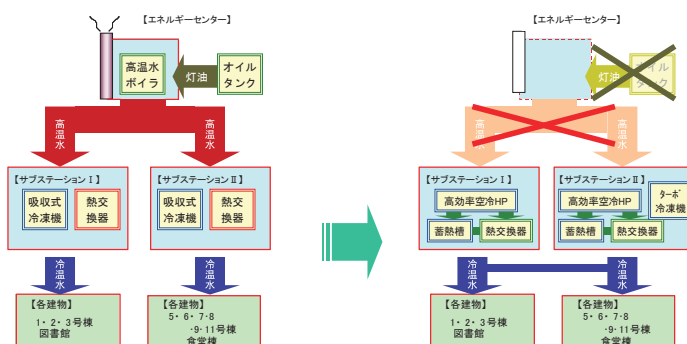 【エネルギーセンター】
高温水
ボイラ
灯油
オイル
タンク
高温水
高温水
【サブステーションⅠ】
吸収式
冷凍機
熱交
換器
【サブステーションⅡ】
吸収式
冷凍機
熱交
換器
冷温水
冷温水
【各建物】
1・2・3号棟
図書館
【各建物】
5・6・7・8
・9・11号棟
食堂棟
【エネルギーセンター】
灯油
オイル
タンク
高温水
高温水
【サブステーションⅠ】
高効率空冷HP
蓄熱槽
熱交換器
【サブステーションⅡ】
高効率空冷HP
蓄熱槽
熱交換器
ターボ
冷凍機
冷温水
冷温水
【各建物】
1・2・3号棟
図書館
【各建物】
5・6・7・8
・9・11号棟
食堂棟